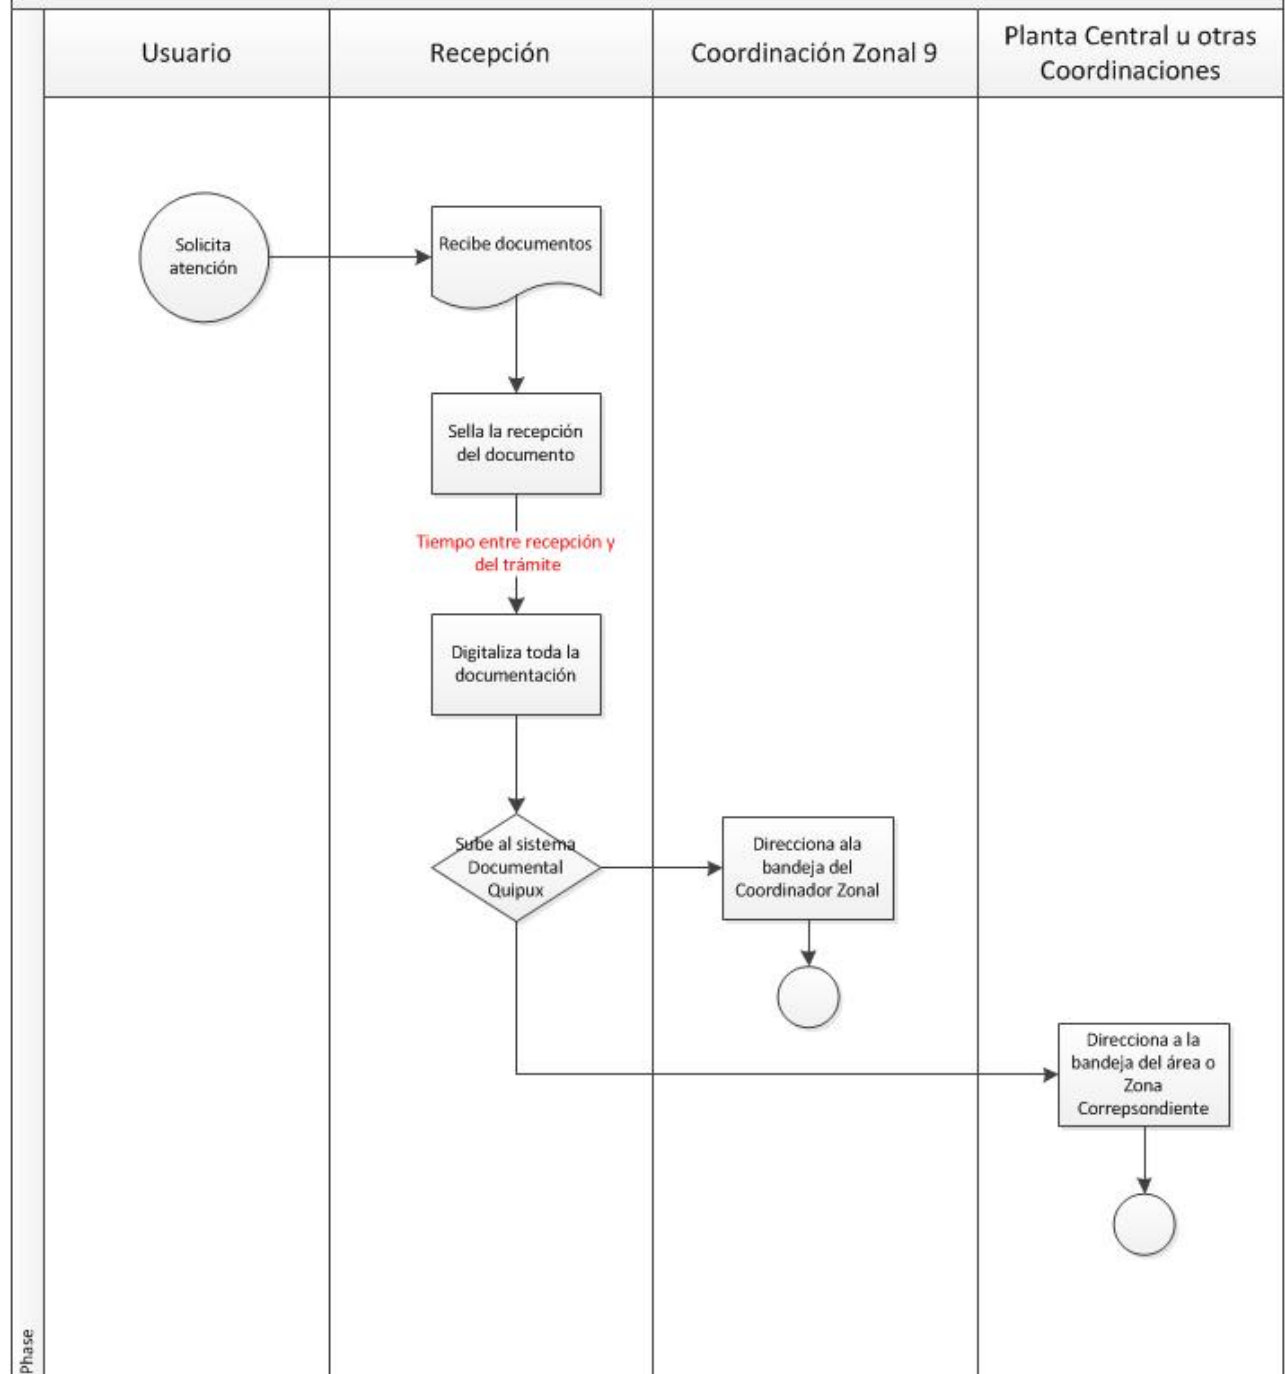 Usuario
Recepción
Coordinación Zonal 9
Planta Central u otras
Coordinaciones
Solicita
atención
Recibe documentos
Sella la recepción
del documento
Tiempo entre recepción y
del trámite
Digitaliza toda la
documentación
Sube al sistema
Documental
Quipux
Direcciona ala
bandeja del
Coordinador Zonal
Direcciona a la
bandeja del área o
Zona
Correpsondiente
Phase